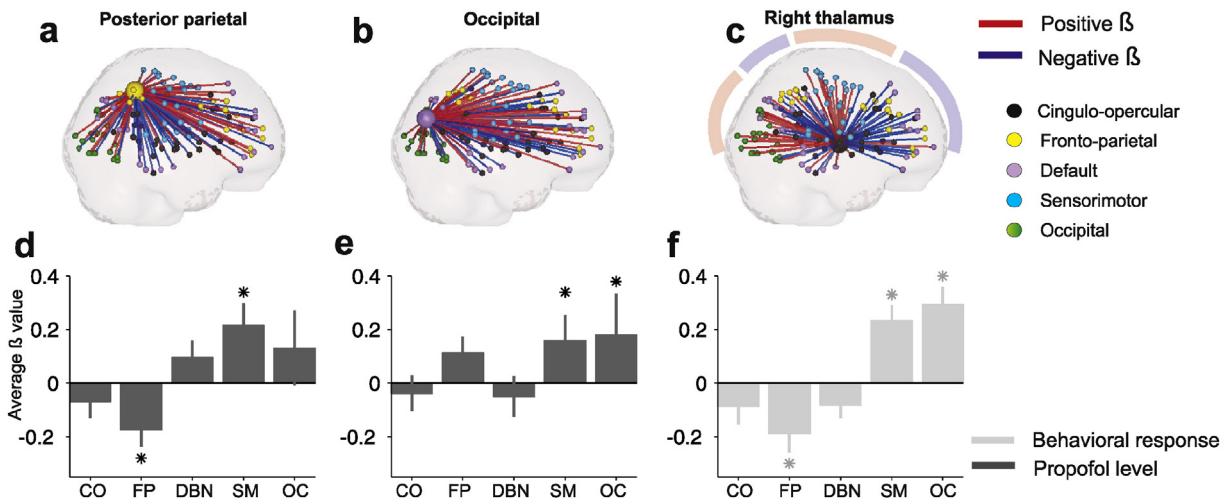 Posterior parietal
Occipital
Right thalamus
a
b
c
Positive ß
Negative ß
Cingulo-opercular
Fronto-parietal
Default
Sensorimotor
Occipital
d
e
f
Average ß value
0.4
0.2
0
-0.2
CO FP DBN SM OC
0.4
0.2
0
-0.2
CO FP DBN SM OC
0.4
0.2
0
-0.2
CO FP DBN SM OC
* *
* *
* * *
Behavioral response
Propofol level